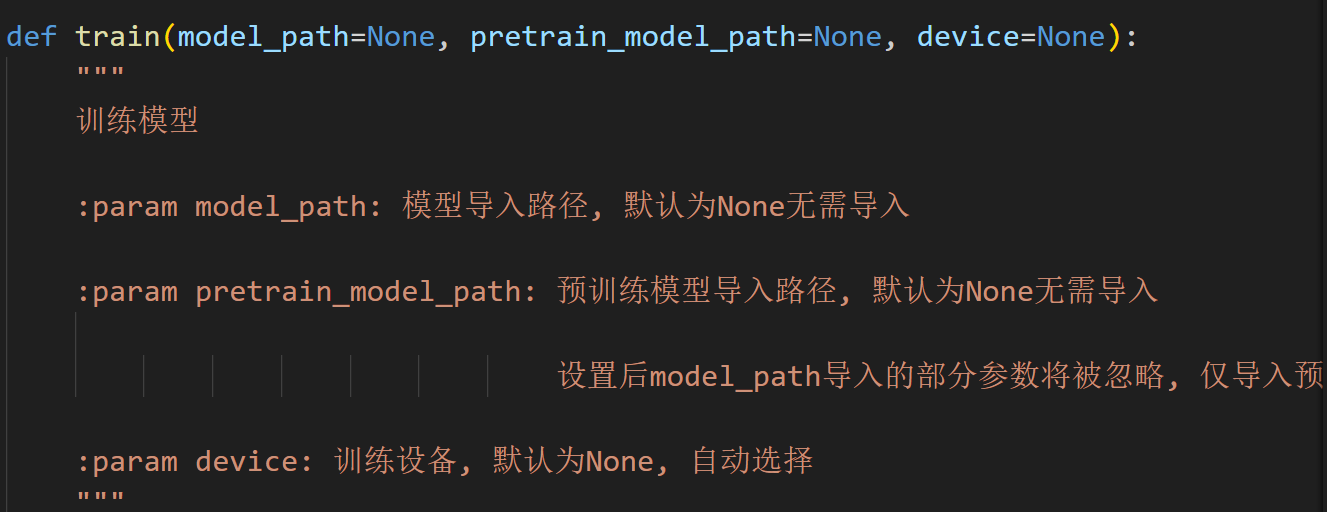 def train(model_path=None, pretrain_model_path=None, device=None):
"""
训练模型
:param model_path: 模型导入路径, 默认为None无需导入
:param pretrain_model_path: 预训练模型导入路径, 默认为None无需导入
设置后model_path导入的部分参数将被忽略, 仅导入预
:param device: 训练设备, 默认为None, 自动选择
"""